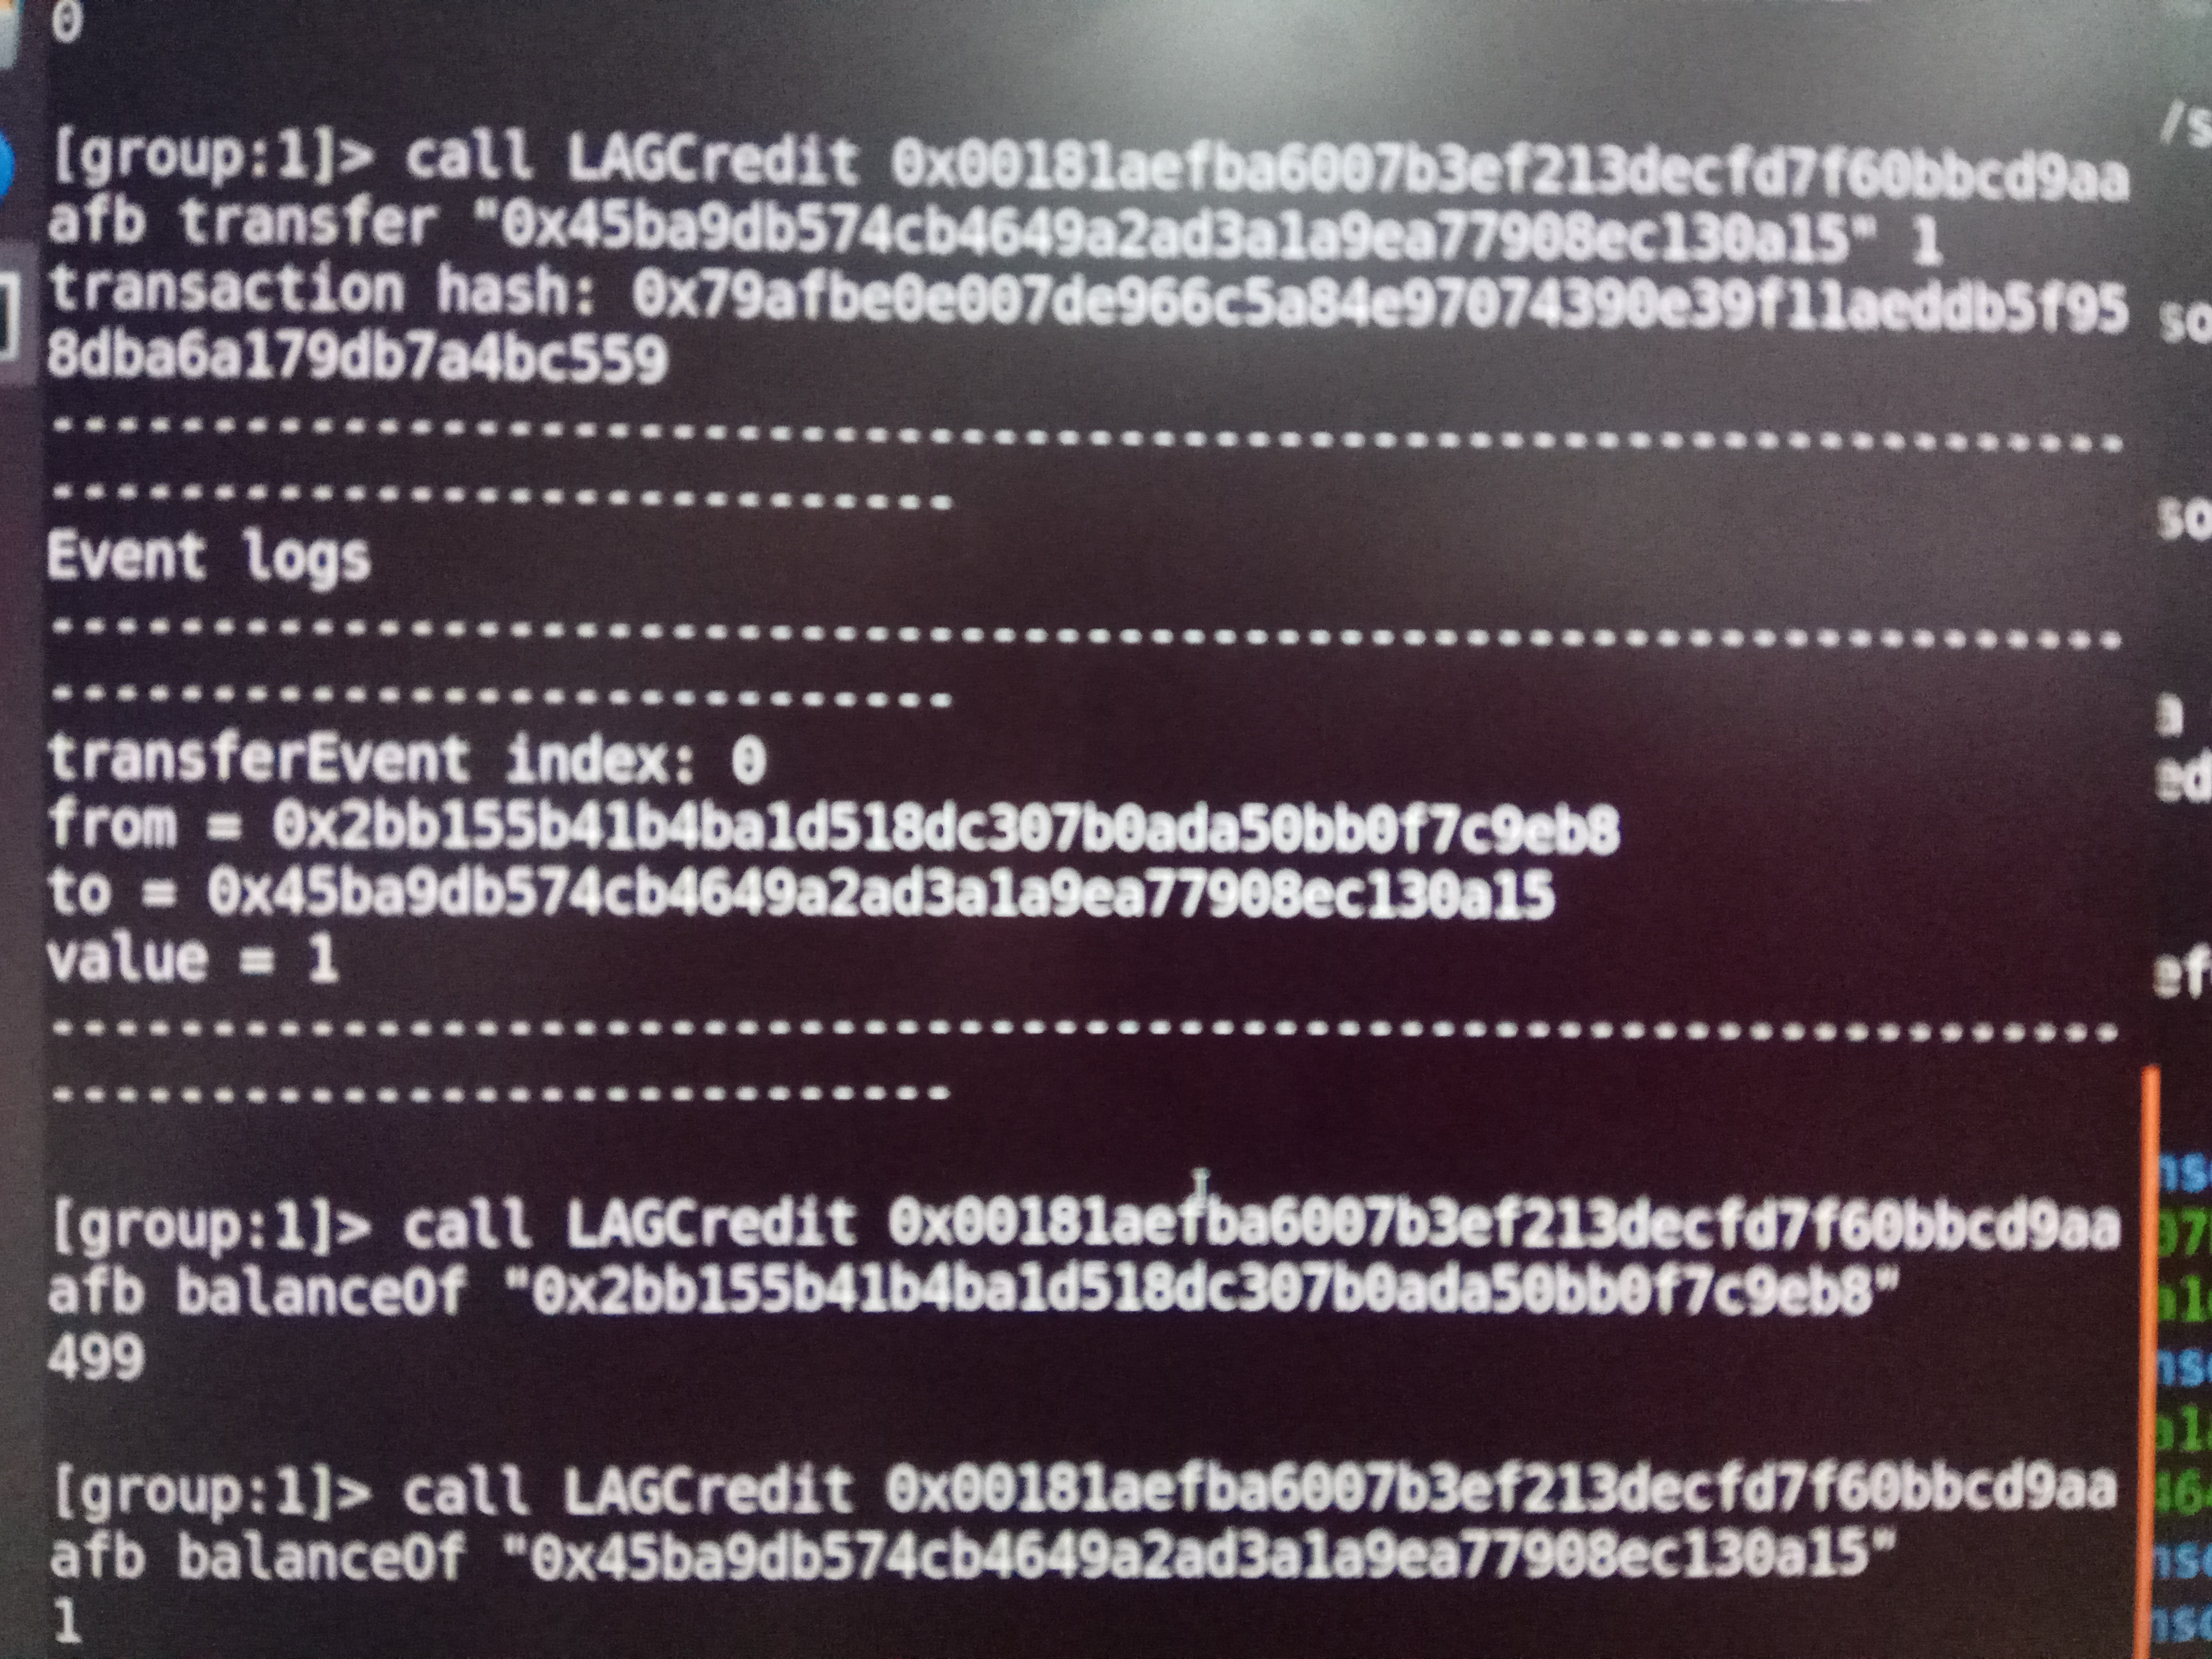 0
[group:1]> call LAGCredit 0x00181aefba6007b3ef213decfd7f60bbcd9aa
afb transfer "0x45ba9db574cb4649a2ad3a1a9ea77908ec130a15" 1
transaction hash: 0x79afbe0e007de966c5a84e97074390e39f11aeddb5f95
8dba6a179db7a4bc559
-----------------------------------------------------------------
-----------------------------
Event logs
-----------------------------------------------------------------
-----------------------------
transferEvent index: 0
from = 0x2bb155b41b4ba1d518dc307b0ada50bb0f7c9eb8
to = 0x45ba9db574cb4649a2ad3a1a9ea77908ec130a15
value = 1
-----------------------------------------------------------------
-----------------------------
[group:1]> call LAGCredit 0x00181aefba6007b3ef213decfd7f60bbcd9aa
afb balanceOf "0x2bb155b41b4ba1d518dc307b0ada50bb0f7c9eb8"
499
[group:1]> call LAGCredit 0x00181aefba6007b3ef213decfd7f60bbcd9aa
afb balanceOf "0x45ba9db574cb4649a2ad3a1a9ea77908ec130a15"
1